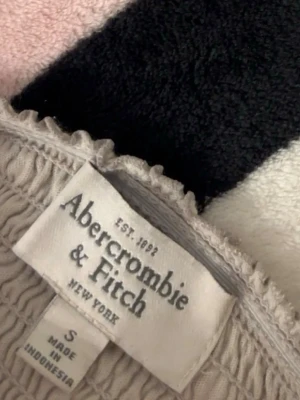 EST. 1892
Abercrombie
& Fitch
NEW YORK
S
MADE
IN
INDONESIA